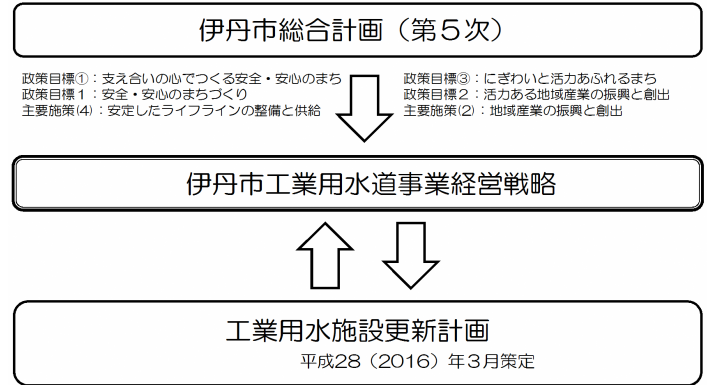 伊丹市総合計画（第５次）
政策目標①：支え合いの心でつくる安全・安心のまち
政策目標１：安全・安心のまちづくり
主要施策(4)：安定したライフラインの整備と供給
政策目標③：にぎわいと活力あふれるまち
政策目標２：活力ある地域産業の振興と創出
主要施策(2)：地域産業の振興と創出
伊丹市工業用水道事業経営戦略
工業用水施設更新計画
平成28（2016）年３月策定